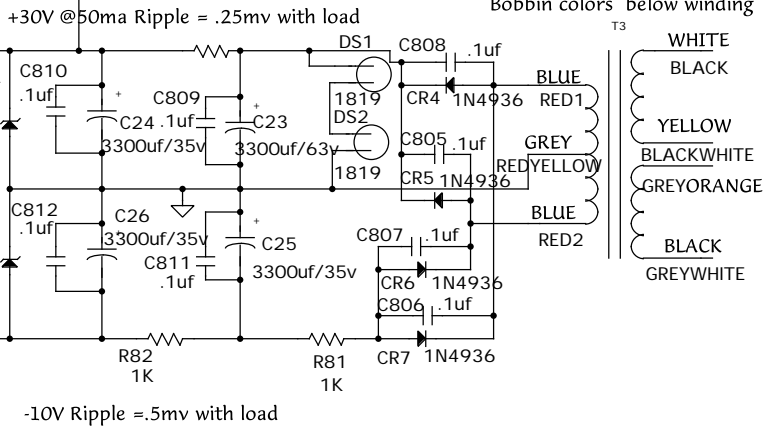 Bobbin colors below winding
+30V @50ma Ripple = .25mv with load
T3
DS1
C808 .1uf
WHITE
BLACK
C810
.1uf
C809
.1uf
+
C24
3300uf/35v
+
C23
3300uf/63v
1819
DS2
1819
CR4 1N4936
BLUE
RED1
C805 .1uf
GREY
REDYELLOW
YELLOW
BLACKWHITE
CR5 1N4936
GREYORANGE
C812
.1uf
C26
3300uf/35v
C811
.1uf
+
C25
3300uf/35v
BLUE
RED2
C807 .1uf
BLACK
GREYWHITE
CR6 1N4936
C806 .1uf
R82
1K
R81
1K
CR7 1N4936
-10V Ripple =.5mv with load